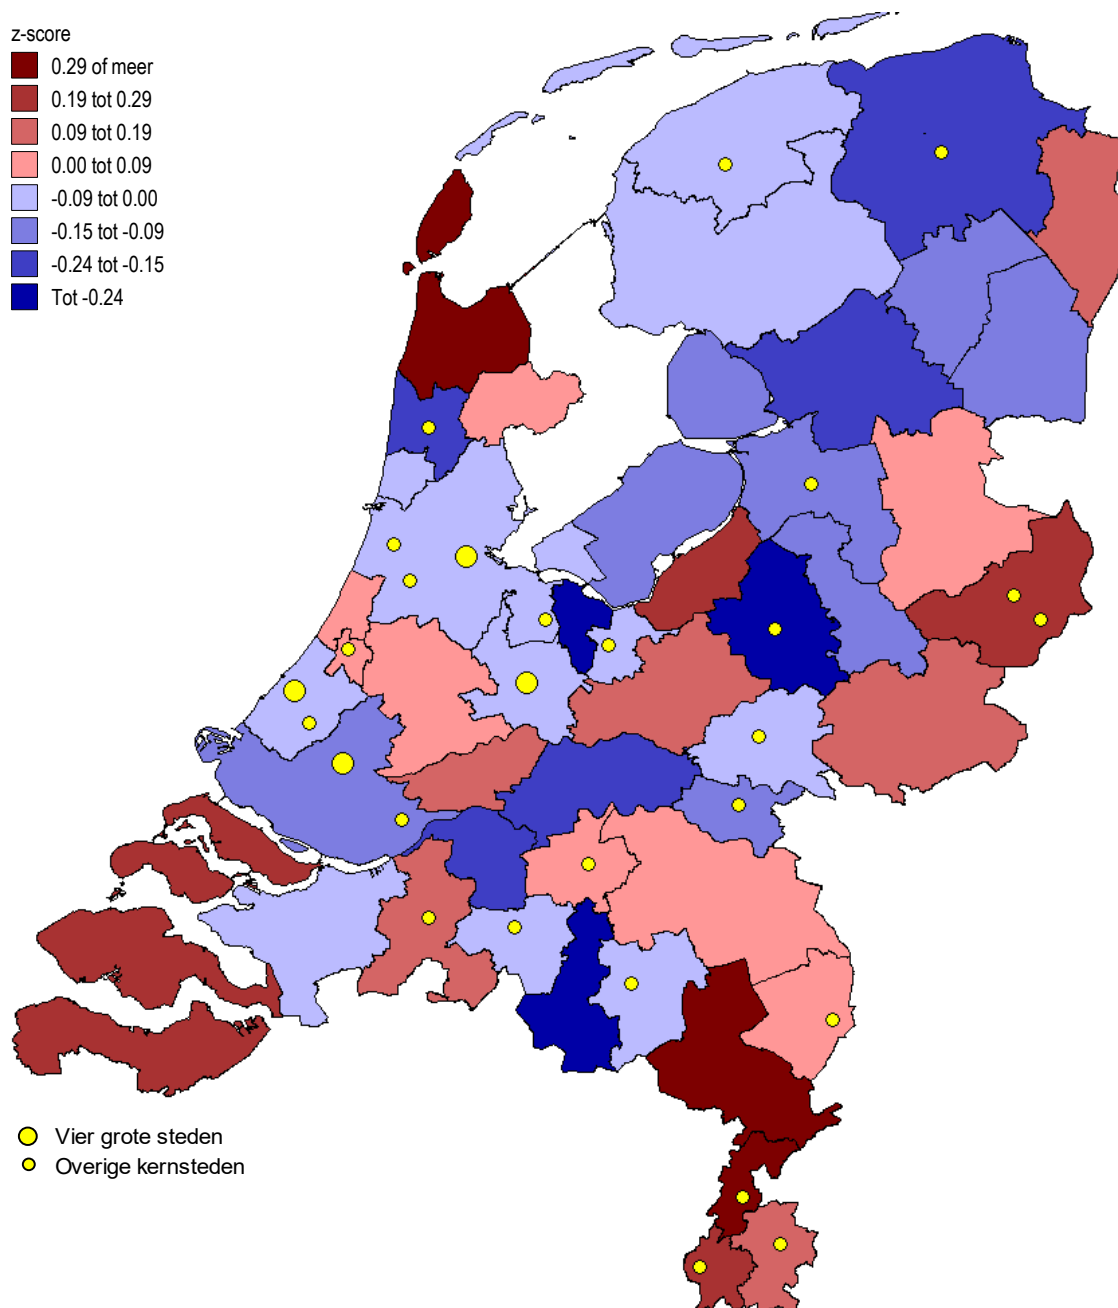 z-score
0.29 of meer
0.19 tot 0.29
0.09 tot 0.19
0.00 tot 0.09
-0.09 tot 0.00
-0.15 tot -0.09
-0.24 tot -0.15
Tot -0.24
Vier grote steden
Overige kernsteden